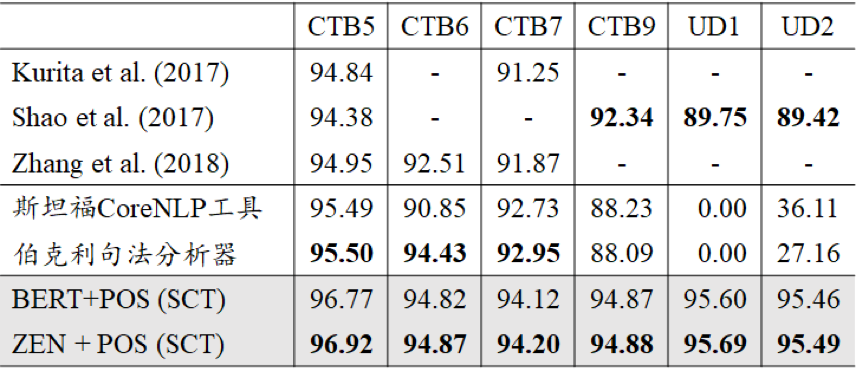 CTB5 CTB6 CTB7 CTB9 UD1 UD2
Kurita et al. (2017) 94.84 - 91.25 - - -
Shao et al. (2017) 94.38 - - 92.34 89.75 89.42
Zhang et al. (2018) 94.95 92.51 91.87 - - -
斯坦福CoreNLP工具 95.49 90.85 92.73 88.23 0.00 36.11
伯克利句法分析器 95.50 94.43 92.95 88.09 0.00 27.16
BERT+POS (SCT) 96.77 94.82 94.12 94.87 95.60 95.46
ZEN + POS (SCT) 96.92 94.87 94.20 94.88 95.69 95.49